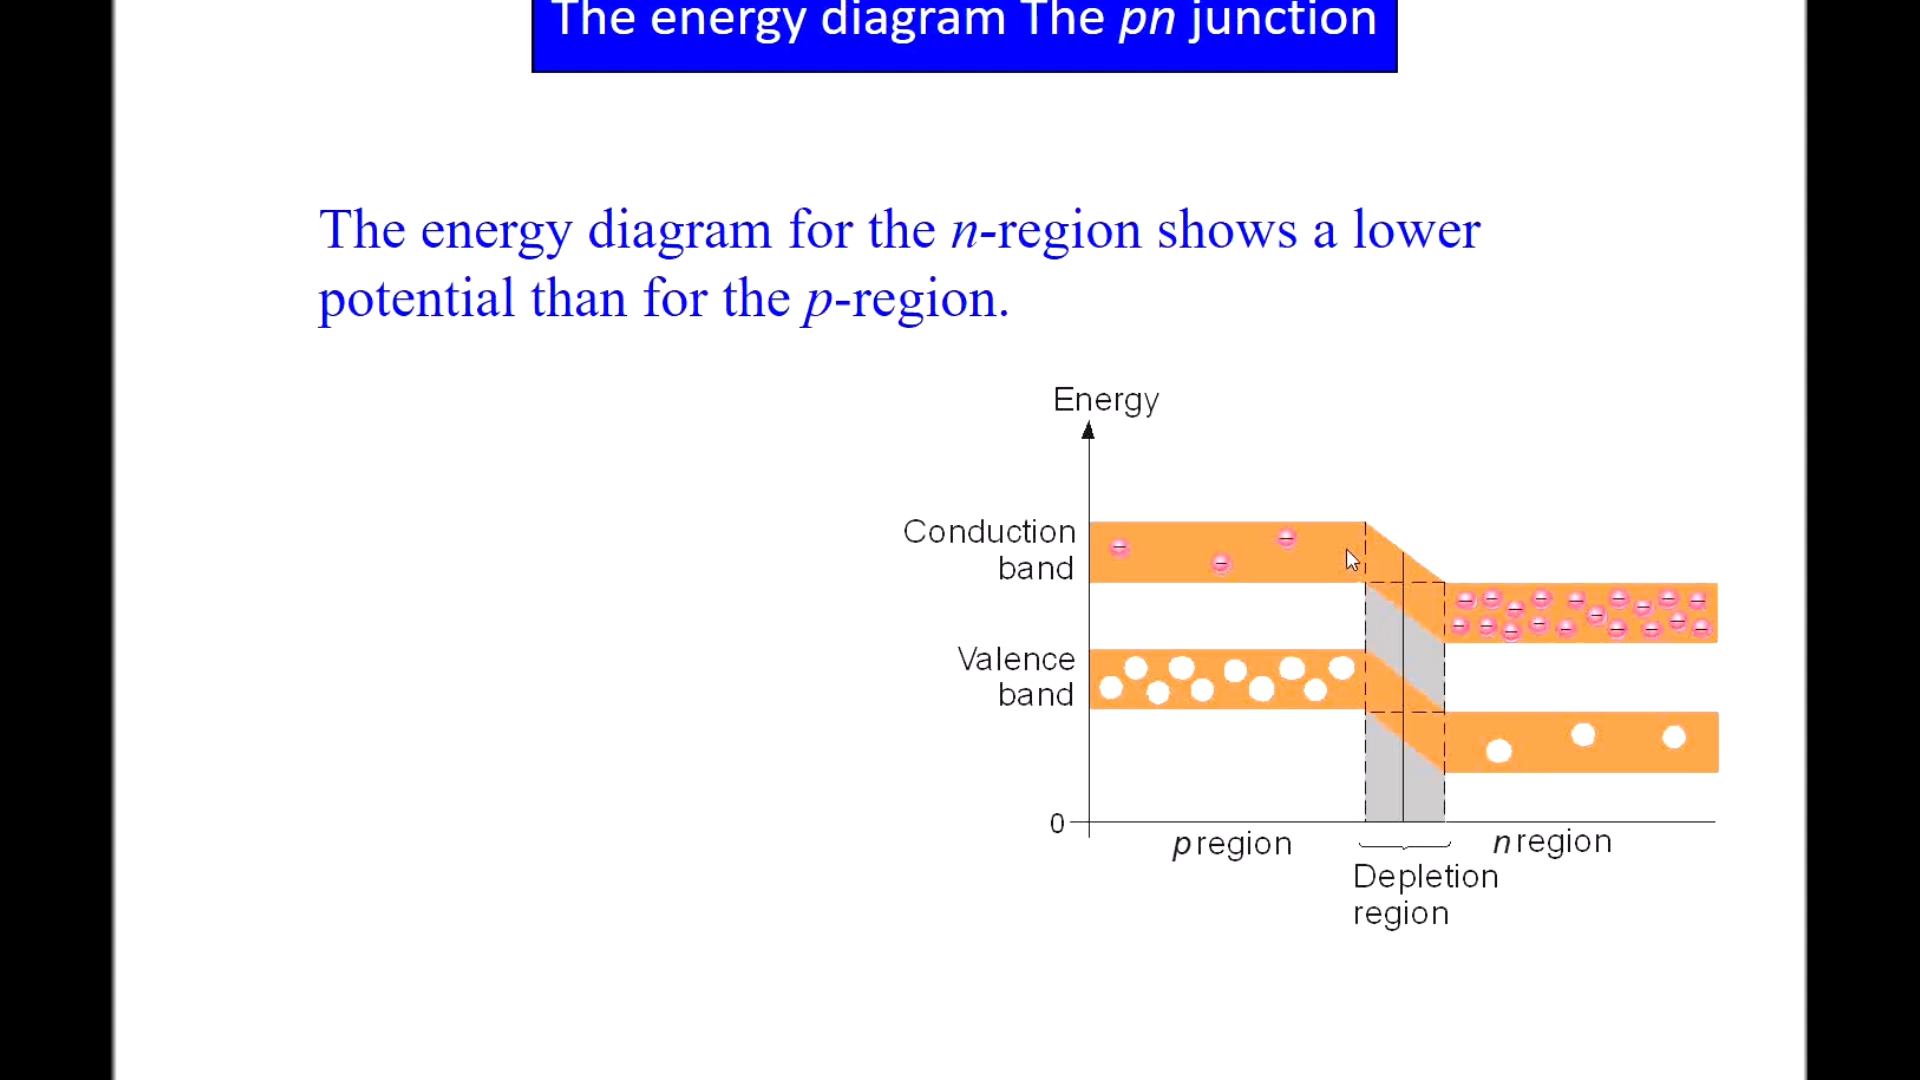 The energy diagram The pn junction
The energy diagram for the n-region shows a lower
potential than for the p-region.
Energy
Conduction
band
Valence
band
0
p region
n region
Depletion
region